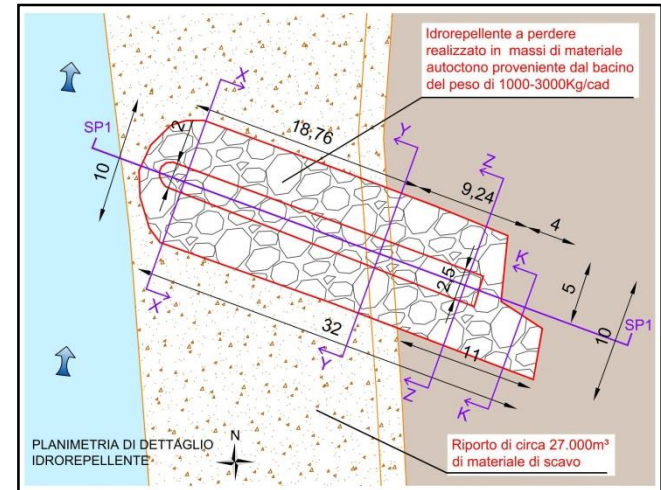 Idrorepellente a perdere
realizzato in massi di materiale
autoctono proveniente dal bacino
del peso di 1000-3000Kg/cad
X
18,76
2
SP1
10
Y
Z
9,24
4
K
2,5
5
X
32
SP1
10
Y
11
Z
K
PLANIMETRIA DI DETTAGLIO
IDROREPELLENTE
N
Riporto di circa 27.000m³
di materiale di scavo